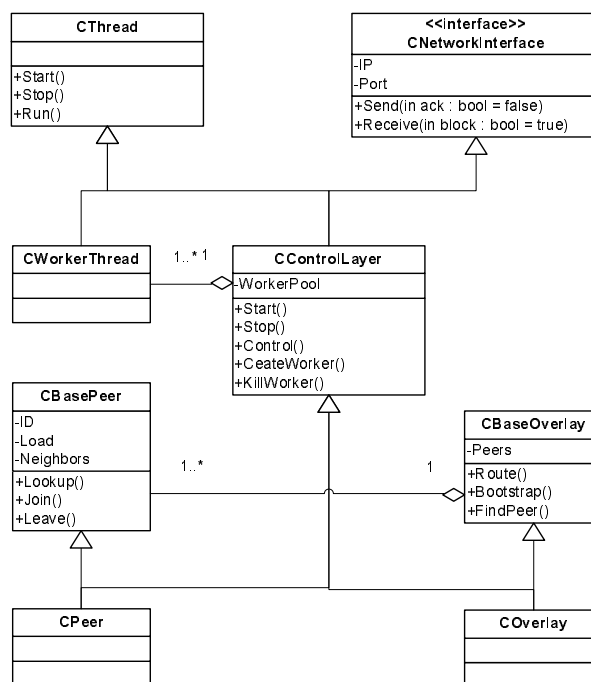 CThread
+Start()
+Stop()
+Run()
<<interface>>
CNetworkInterface
-IP
-Port
+Send(in ack : bool = false)
+Receive(in block : bool = true)
CWorkerThread
1..* 1
CControlLayer
-WorkerPool
+Start()
+Stop()
+Control()
+CeateWorker()
+KillWorker()
CBasePeer
-ID
-Load
-Neighbors
+Lookup()
+Join()
+Leave()
1..*
1
CBaseOverlay
-Peers
+Route()
+Bootstrap()
+FindPeer()
CPeer
COverlay